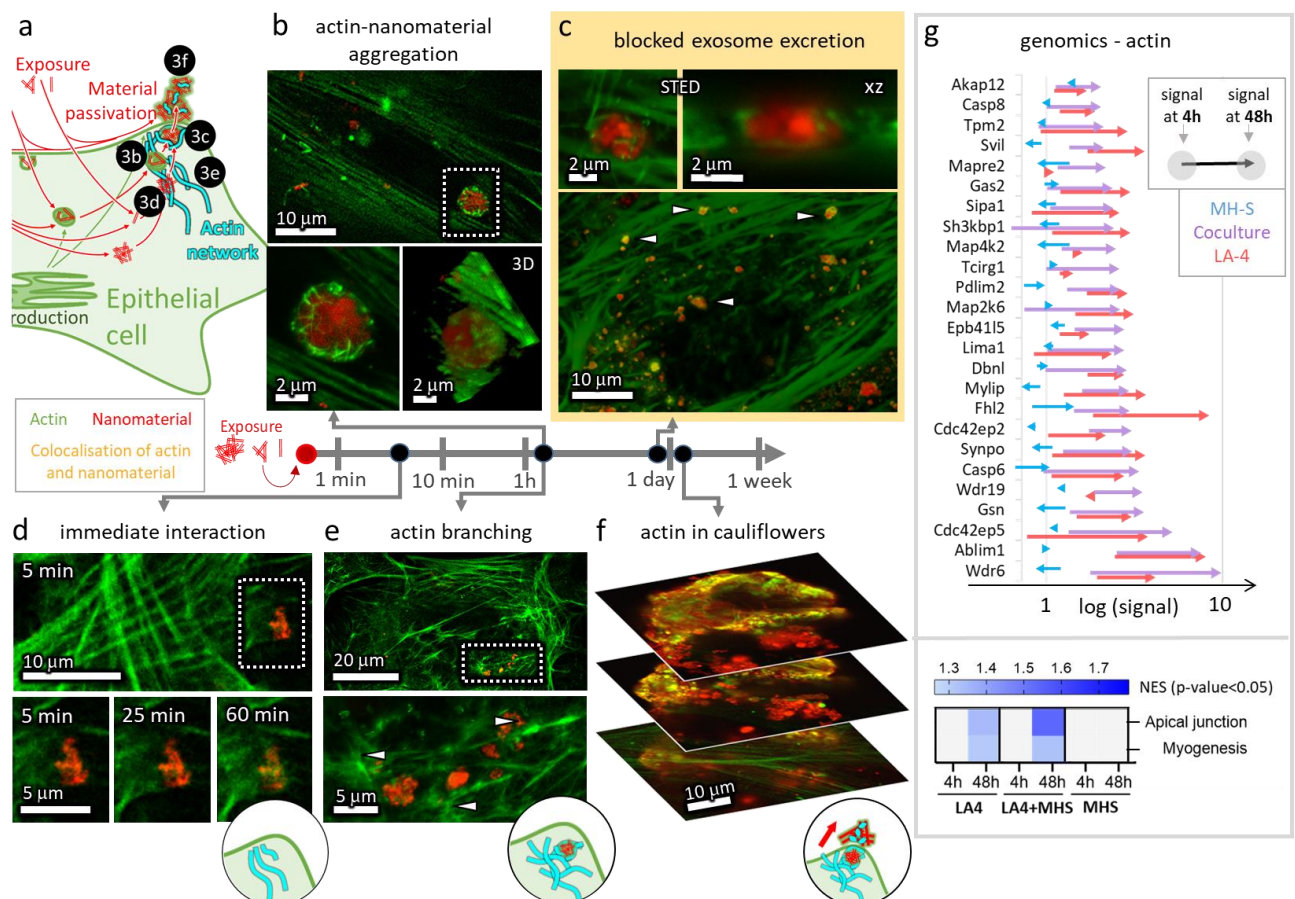 a
Exposure
Material
passivation
3f
3c
3b
3e
3d
Actin
network
Epithelial
cell
roduction
b
actin-nanomaterial
aggregation
10 µm
2 µm
3D
2 µm
c
blocked exosome excretion
STED
2 µm
xz
2 µm
10 µm
Actin
Nanomaterial
Colocalisation of actin
and nanomaterial
Exposure
1 min
10 min
1h
1 day
1 week
d
immediate interaction
5 min
10 µm
5 min
25 min
60 min
5 µm
e
actin branching
20 µm
5 µm
f
actin in cauliflowers
10 µm
g
genomics - actin
Akap12
Casp8
Tpm2
Svil
Mapre2
Gas2
Sipa1
Sh3kbp1
Map4k2
Tcirg1
Pdlim2
Map2k6
Epb41l5
Lima1
Dbnl
Mylip
Fhl2
Cdc42ep2
Synpo
Casp6
Wdr19
Gsn
Cdc42ep5
Ablim1
Wdr6
1 log (signal) 10
signal
at 4h
signal
at 48h
MH-S
Coculture
LA-4
1.3 1.4 1.5 1.6 1.7
NES (p-value<0.05)
Apical junction
Myogenesis
4h 48h 4h 48h 4h 48h
LA4 LA4+MHS MHS